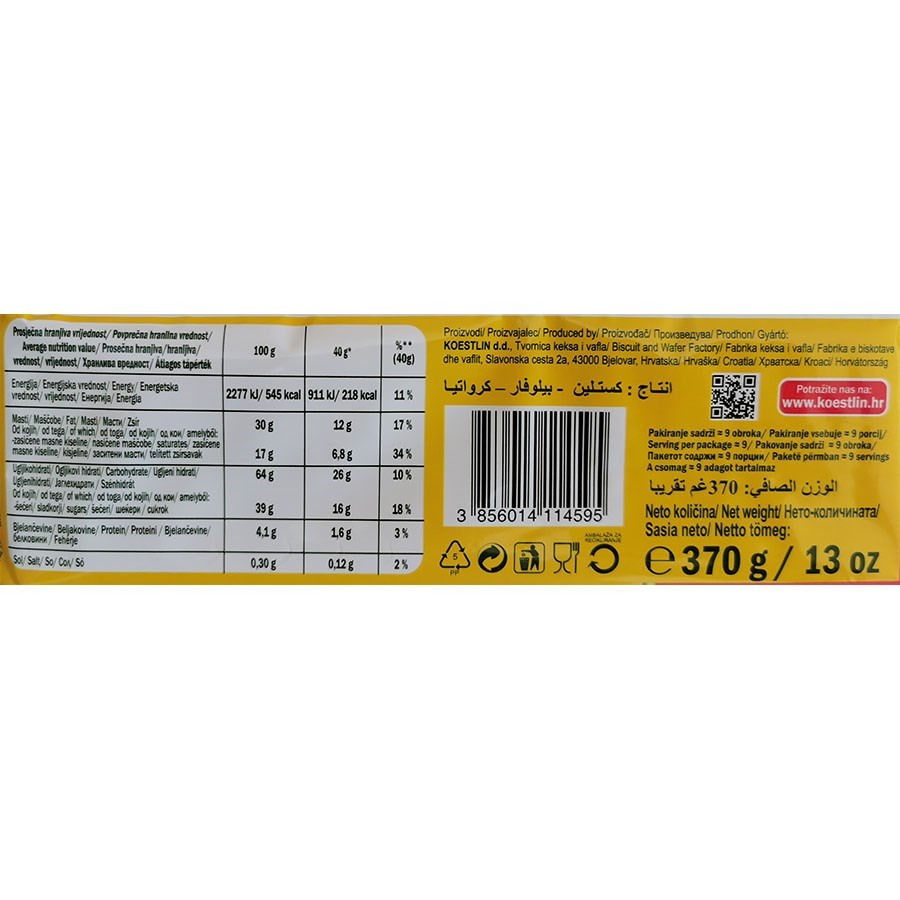 Prosječna hranjiva vrijednost/ Povprečna hranilna vrednost/
Average nutrition value/ Prosečna hranjiva/hranljiva/
vrednost/ vrijednost/ Хранлива вредност/ Átlagos tápérték
100 g
40 g*
%**
(40g)
Energija/ Energijska vrednost/ Energy/ Energetska
vrednost/ vrijednost/ Енергија/ Energia
2277 kJ/ 545 kcal
911 kJ/ 218 kcal
11 %
Masti/ Maščobe/ Fat/ Masti/ Масти/ Zsír
30 g
12 g
17 %
Od kojih/ od tega/ of which/ od toga/ od kojih/ од кои/ amelyből:
-zasićene masne kiseline/ nasičene maščobe/ saturates/ zasićene
masne kiseline/ kisjeline/ заситени масти/ telített zsírsavak
17 g
6,8 g
34 %
Ugljikohidrati/ Ogljikovi hidrati/ Carbohydrate/ Ugljeni hidrati/
Ugljenihidrati/ Јаглехидрати/ Szénhidrát
64 g
26 g
10 %
Od kojih/ od tega/ of which/ od toga/od kojih/ од кои/ amelyből:
-šećeri/ sladkorji/ sugars/ šećeri/ шеќери/ cukrok
39 g
16 g
18 %
Bjelančevine/ Beljakovine/ Protein/ Proteini/ Bjelančevine/
белковини/ Fehérje
4,1 g
1,6 g
3 %
Sol/ Salt/ So/ Сол/ Só
0,30 g
0,12 g
2 %
Proizvodi/ Proizvajalec/ Produced by/ Proizvođač/ Произведува/ Prodhon/ Gyártó:
KOESTLIN d.d., Tvornica keksa i vafla/ Biscuit and Wafer Factory/ Fabrika keksa i vafla/ Fabrika e biskotave
dhe vaflit, Slavonska cesta 2a, 43000 Bjelovar, Hrvatska/ Hrvaška/ Croatia/ Хрватска/ Kroaci/ Horvátország
انتاج : كستلين - بيلوفار – كرواتيا
Potražite nas na:
www.koestlin.hr
3 856014 114595
Pakiranje sadrži ≈ 9 obroka/ Pakiranje vsebuje ≈ 9 porcij/
Serving per package ≈ 9/ Pakovanje sadrži ≈ 9 obroka/
Пакетот содржи ≈ 9 порции/ Paketë përmban ≈ 9 servings
A csomag ≈ 9 adagot tartalmaz
الوزن الصافي: 370غم تقريبا
Neto količina/ Net weight/ Нето-количината/
Sasia neto/ Nettó tömeg:
5
PP
AMBALAŽA ZA
RECIKLIRANJE
℮ 370 g / 13 oz